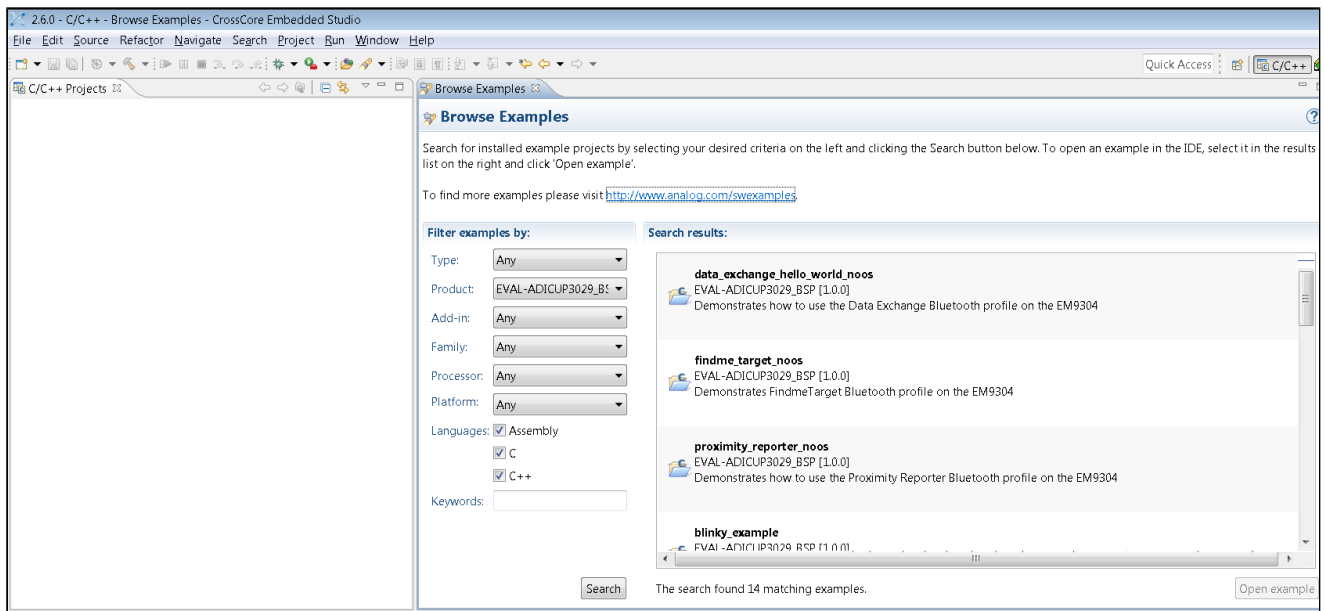 2.6.0 - C/C++ - Browse Examples - CrossCore Embedded Studio
File Edit Source Refactor Navigate Search Project Run Window Help
Quick Access
C/C++
C/C++ Projects
Browse Examples
Browse Examples
Search for installed example projects by selecting your desired criteria on the left and clicking the Search button below. To open an example in the IDE, select it in the results
list on the right and click 'Open example'.
To find more examples please visit http://www.analog.com/swexamples.
Filter examples by:
Type: Any
Product: EVAL-ADICUP3029_BS
Add-in: Any
Family: Any
Processor: Any
Platform: Any
Languages: Assembly
C
C++
Keywords:
Search
Search results:
data_exchange_hello_world_noos
EVAL-ADICUP3029_BSP [1.0.0]
Demonstrates how to use the Data Exchange Bluetooth profile on the EM9304
findme_target_noos
EVAL-ADICUP3029_BSP [1.0.0]
Demonstrates FindmeTarget Bluetooth profile on the EM9304
proximity_reporter_noos
EVAL-ADICUP3029_BSP [1.0.0]
Demonstrates how to use the Proximity Reporter Bluetooth profile on the EM9304
blinky_example
EVAL-ADICUP3029_BSP [1.0.0]
The search found 14 matching examples.
Open example